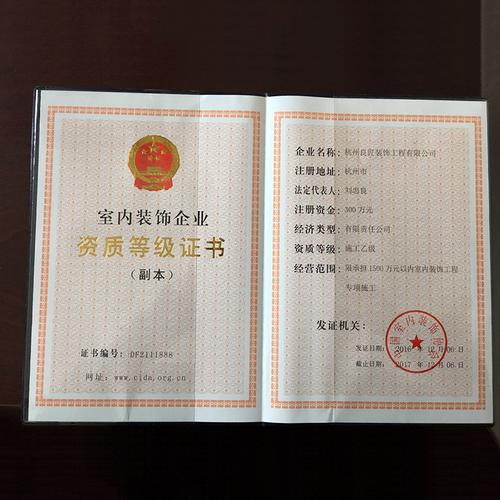 室内装饰企业
资质等级证书
（副本）
证书编号：DF2111888
网址：www.cida.org.cn
企业名称：杭州良匠装饰工程有限公司
注册地址：杭州市
法定代表人：刘忠良
注册资金：300万元
经济类型：有限责任公司
资质等级：施工乙级
经营范围：限承担1500万元以内室内装饰工程
专项施工
发证机关：
发证日期：2016年12月06日
截止日期：2017年12月06日